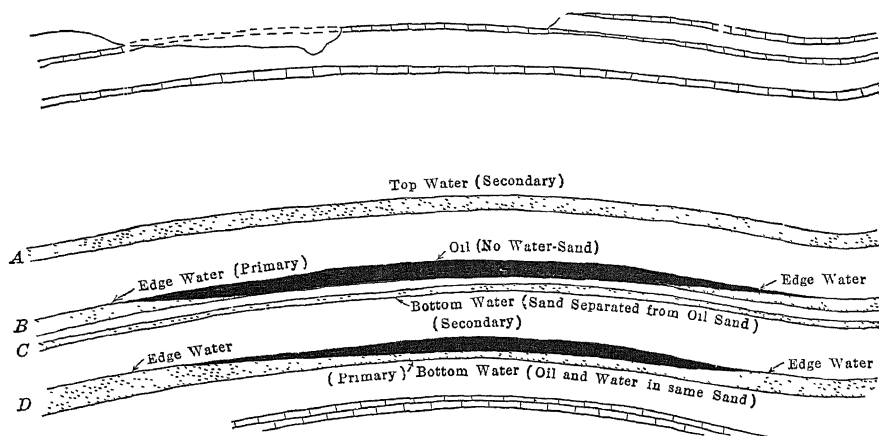 Top Water (Secondary)
A
Oil (No Water-Sand)
Edge Water (Primary)
Edge Water
B
Bottom Water (Sand Separated from Oil Sand)
C
(Secondary)
Edge Water
Edge Water
(Primary) Bottom Water (Oil and Water in same Sand)
D